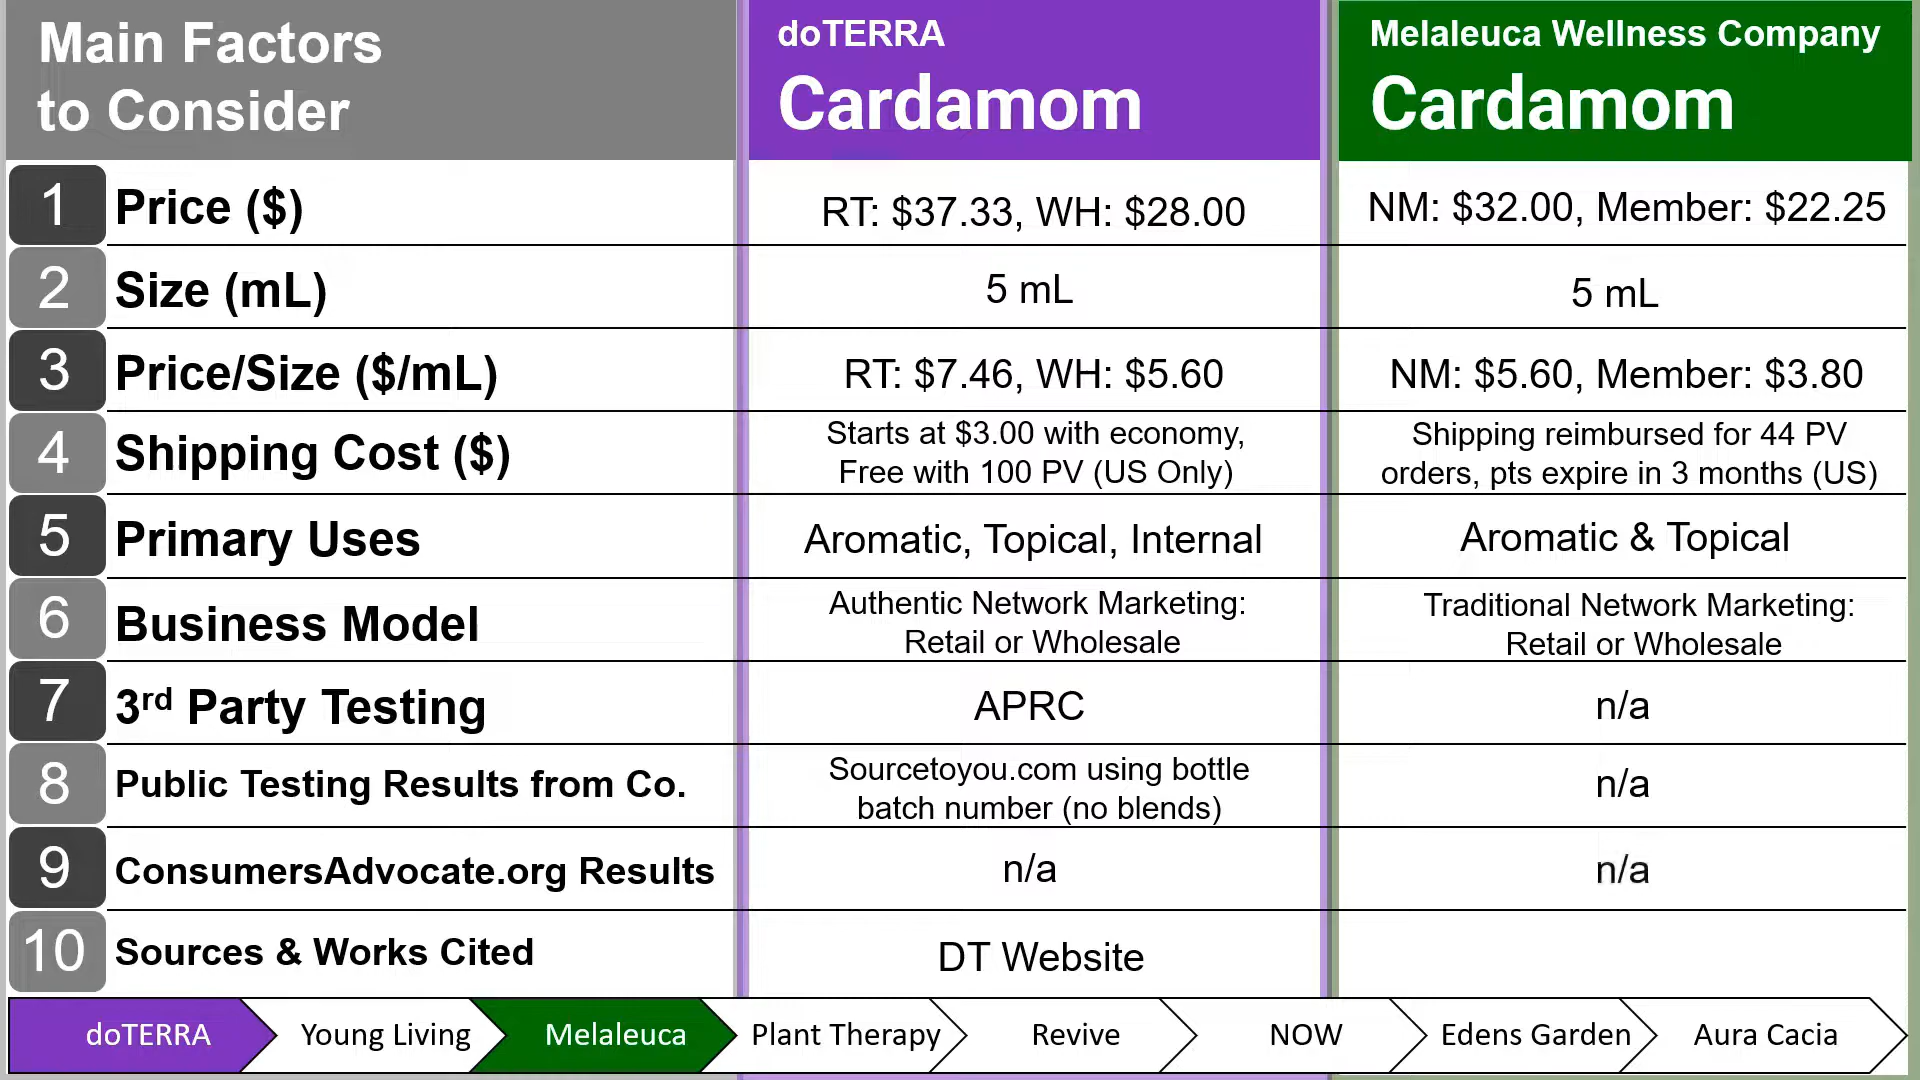 Main Factors
to Consider
doTERRA
Cardamom
Melaleuca Wellness Company
Cardamom
1 Price ($) RT: $37.33, WH: $28.00 NM: $32.00, Member: $22.25
2 Size (mL) 5 mL 5 mL
3 Price/Size ($/mL) RT: $7.46, WH: $5.60 NM: $5.60, Member: $3.80
4 Shipping Cost ($)
Starts at $3.00 with economy,
Free with 100 PV (US Only)
Shipping reimbursed for 44 PV
orders, pts expire in 3 months (US)
5 Primary Uses Aromatic, Topical, Internal Aromatic & Topical
6 Business Model
Authentic Network Marketing:
Retail or Wholesale
Traditional Network Marketing:
Retail or Wholesale
7 3rd Party Testing APRC n/a
8 Public Testing Results from Co.
Sourcetoyou.com using bottle
batch number (no blends)
n/a
9 ConsumersAdvocate.org Results n/a n/a
10 Sources & Works Cited DT Website
doTERRA Young Living Melaleuca Plant Therapy Revive NOW Edens Garden Aura Cacia